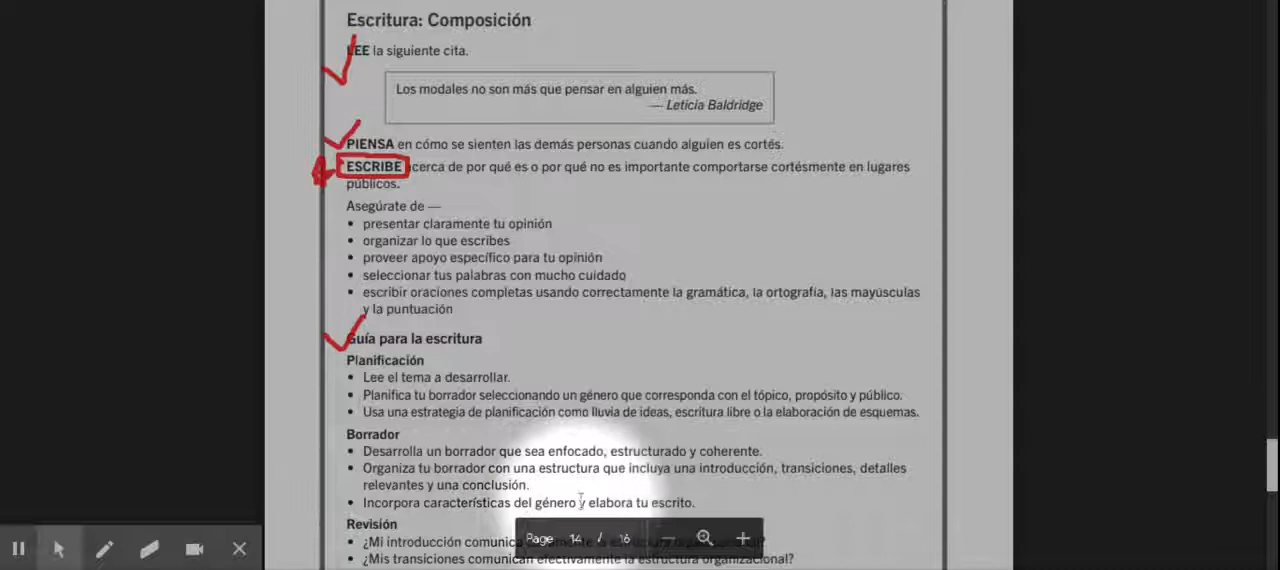 Escritura: Composición
LEE la siguiente cita.
Los modales no son más que pensar en alguien más.
— Leticia Baldridge
PIENSA en cómo se sienten las demás personas cuando alguien es cortés.
ESCRIBE acerca de por qué es o por qué no es importante comportarse cortésmente en lugares
públicos.
Asegúrate de —
• presentar claramente tu opinión
• organizar lo que escribes
• proveer apoyo específico para tu opinión
• seleccionar tus palabras con mucho cuidado
• escribir oraciones completas usando correctamente la gramática, la ortografía, las mayúsculas
y la puntuación
Guía para la escritura
Planificación
• Lee el tema a desarrollar.
• Planifica tu borrador seleccionando un género que corresponda con el tópico, propósito y público.
• Usa una estrategia de planificación como lluvia de ideas, escritura libre o la elaboración de esquemas.
Borrador
• Desarrolla un borrador que sea enfocado, estructurado y coherente.
• Organiza tu borrador con una estructura que incluya una introducción, transiciones, detalles
relevantes y una conclusión.
• Incorpora características del género y elabora tu escrito.
Revisión
• ¿Mi introducción comunica
Page 14 / 16
• ¿Mis transiciones comunican efectivamente la estructura organizacional?